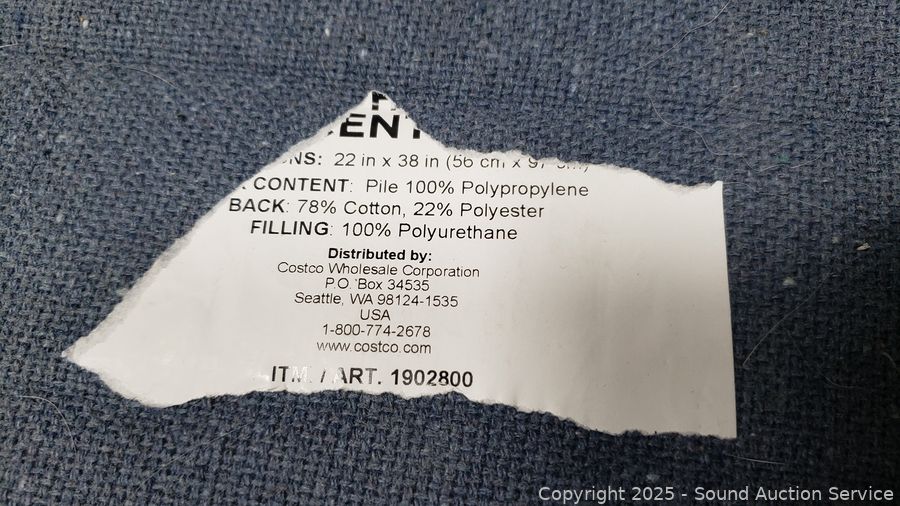 22 in x 38 in (56 cm x
CONTENT: Pile 100% Polypropylene
BACK: 78% Cotton, 22% Polyester
FILLING: 100% Polyurethane
Distributed by:
Costco Wholesale Corporation
P.O. Box 34535
Seattle, WA 98124-1535
USA
1-800-774-2678
www.costco.com
ITM. / ART. 1902800
Copyright 2025 - Sound Auction Service